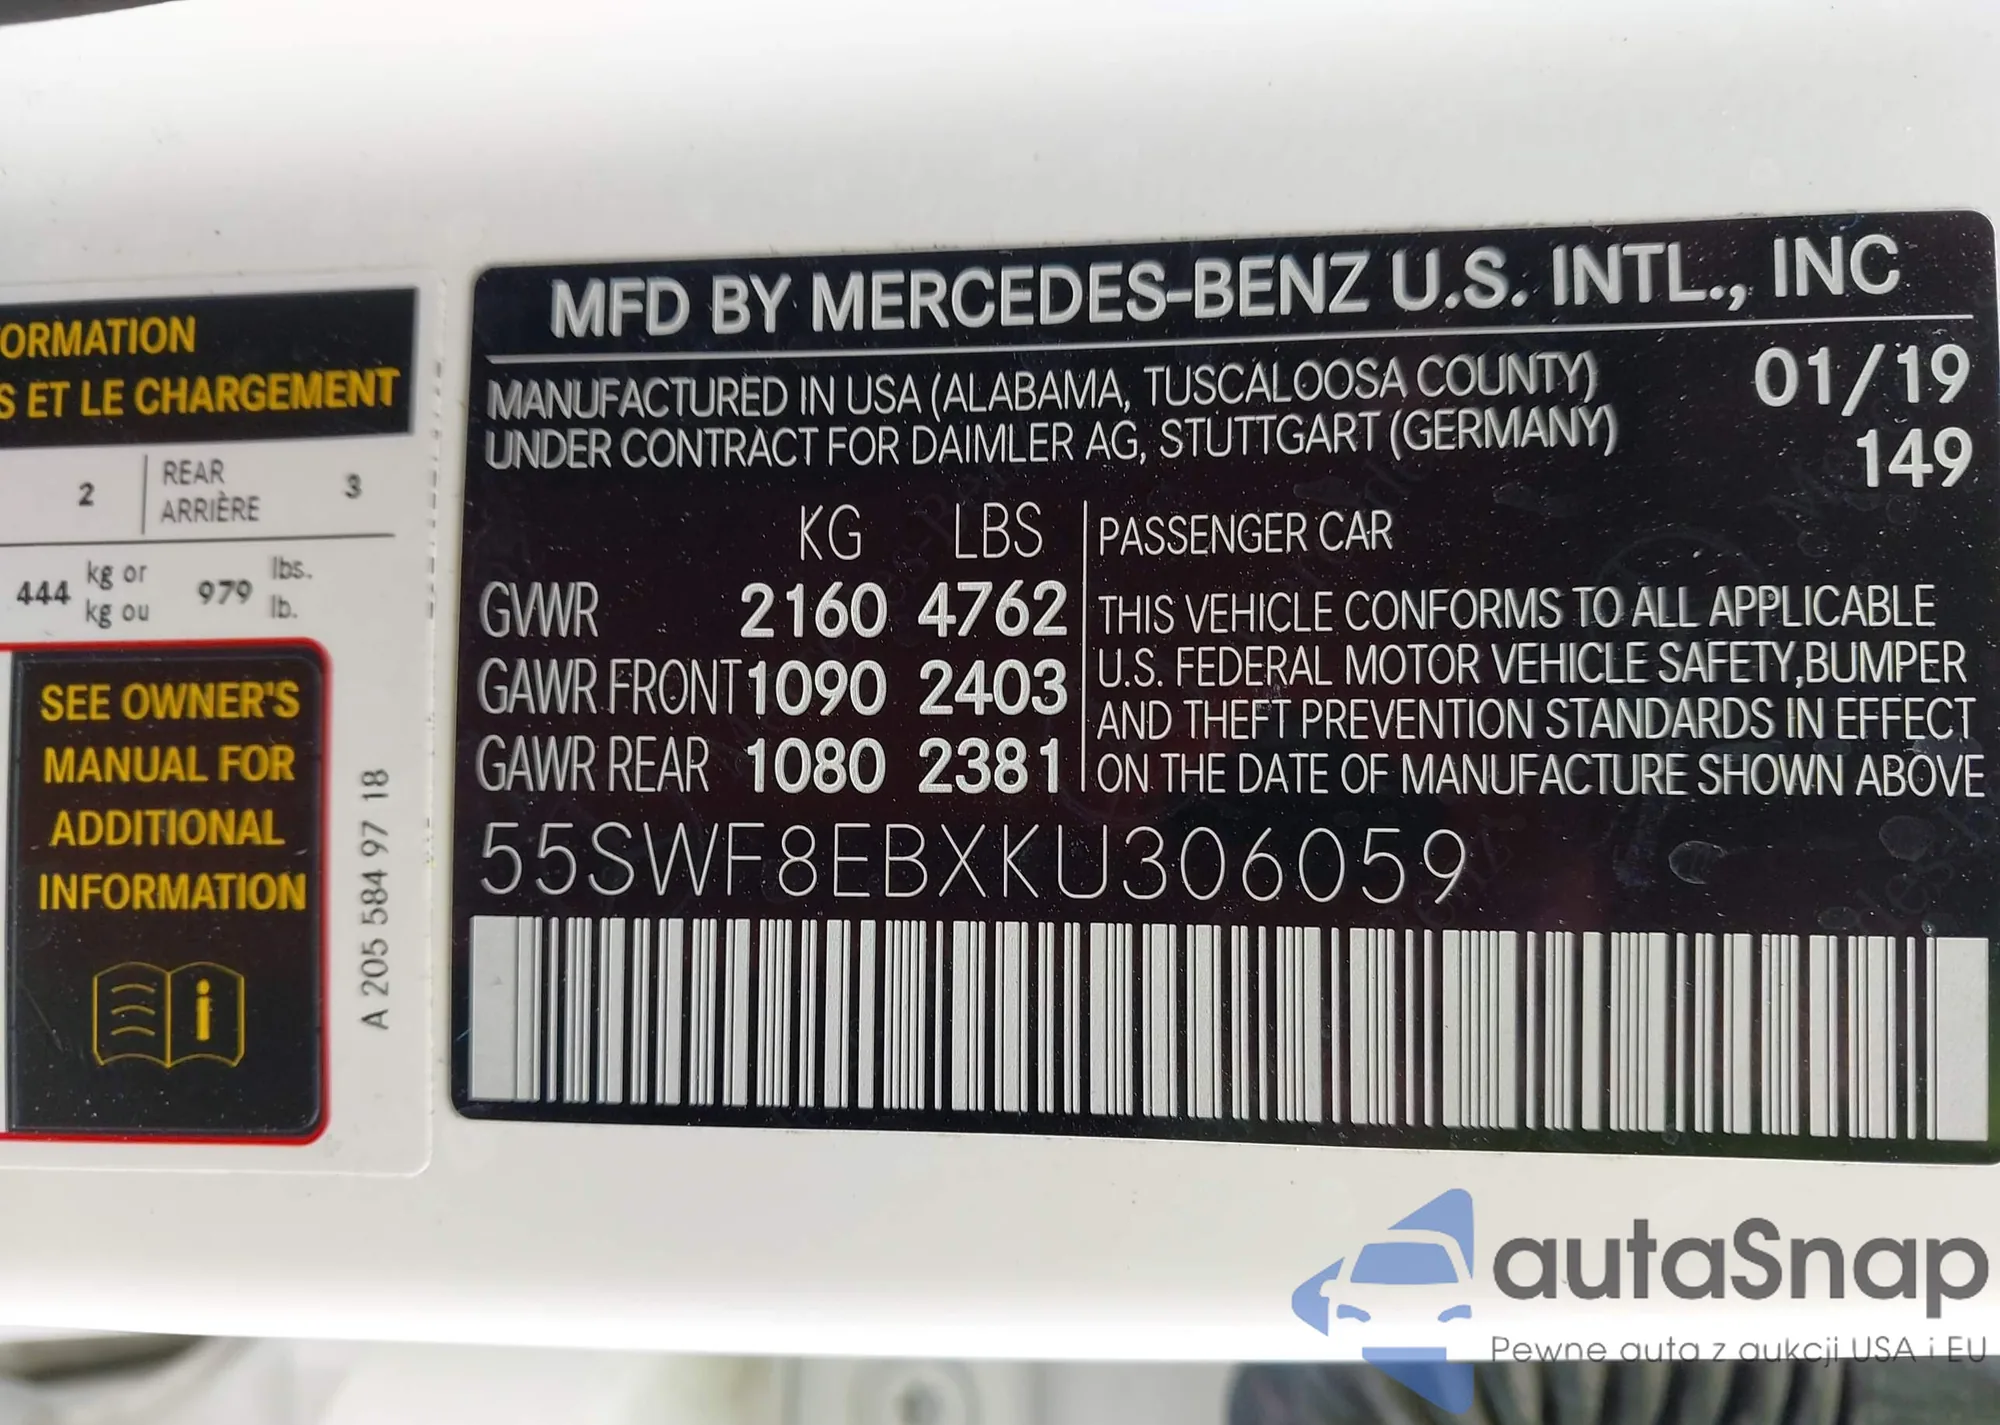 ORMATION
S ET LE CHARGEMENT
2 REAR 3
ARRIÈRE
444 kg or 979 lbs.
kg ou lb.
SEE OWNER'S
MANUAL FOR
ADDITIONAL
INFORMATION
A 205 584 97 18
MFD BY MERCEDES-BENZ U.S. INTL., INC
MANUFACTURED IN USA (ALABAMA, TUSCALOOSA COUNTY) 01/19
UNDER CONTRACT FOR DAIMLER AG, STUTTGART (GERMANY) 149
KG LBS PASSENGER CAR
GVWR 2160 4762
GAWR FRONT 1090 2403
GAWR REAR 1080 2381
THIS VEHICLE CONFORMS TO ALL APPLICABLE
U.S. FEDERAL MOTOR VEHICLE SAFETY,BUMPER
AND THEFT PREVENTION STANDARDS IN EFFECT
ON THE DATE OF MANUFACTURE SHOWN ABOVE
55SWF8EBXKU306059
autaSnap
Pewne auta z aukcji USA i EU